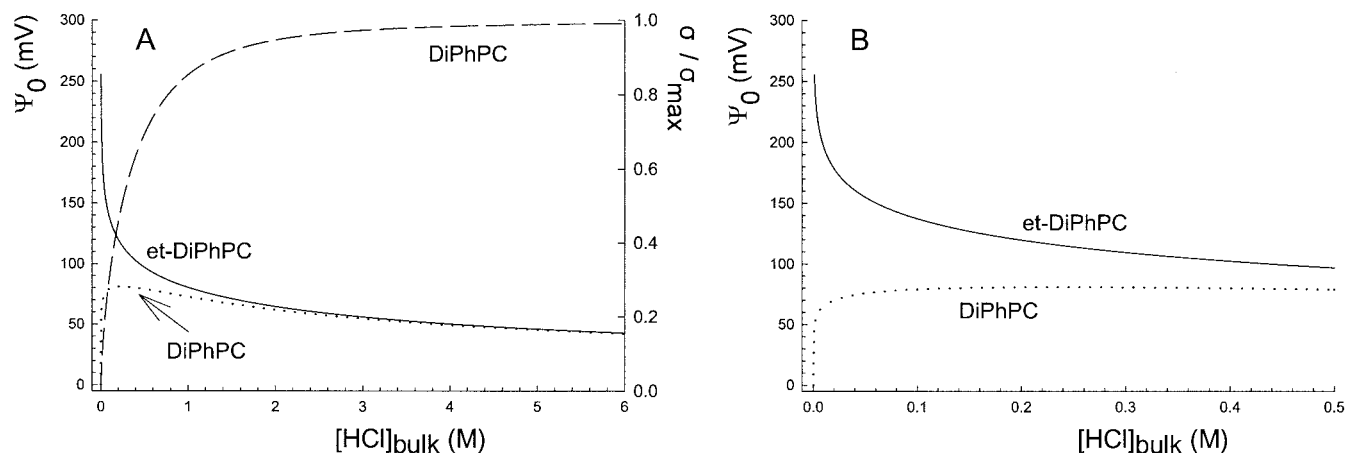 A
Ψ0 (mV)
300
250
200
150
100
50
0
DiPhPC
et-DiPhPC
DiPhPC
1.0
0.8
0.6
0.4
0.2
0.0
σ / σmax
0 1 2 3 4 5 6
[HCl]bulk (M)
B
Ψ0 (mV)
300
250
200
150
100
50
0
et-DiPhPC
DiPhPC
0.0 0.1 0.2 0.3 0.4 0.5
[HCl]bulk (M)